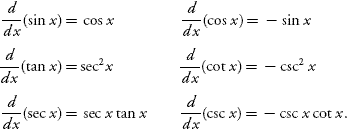 d/dx (sin x) = cos x    d/dx (cos x) = − sin x
d/dx (tan x) = sec² x    d/dx (cot x) = − csc² x
d/dx (sec x) = sec x tan x    d/dx (csc x) = − csc x cot x.